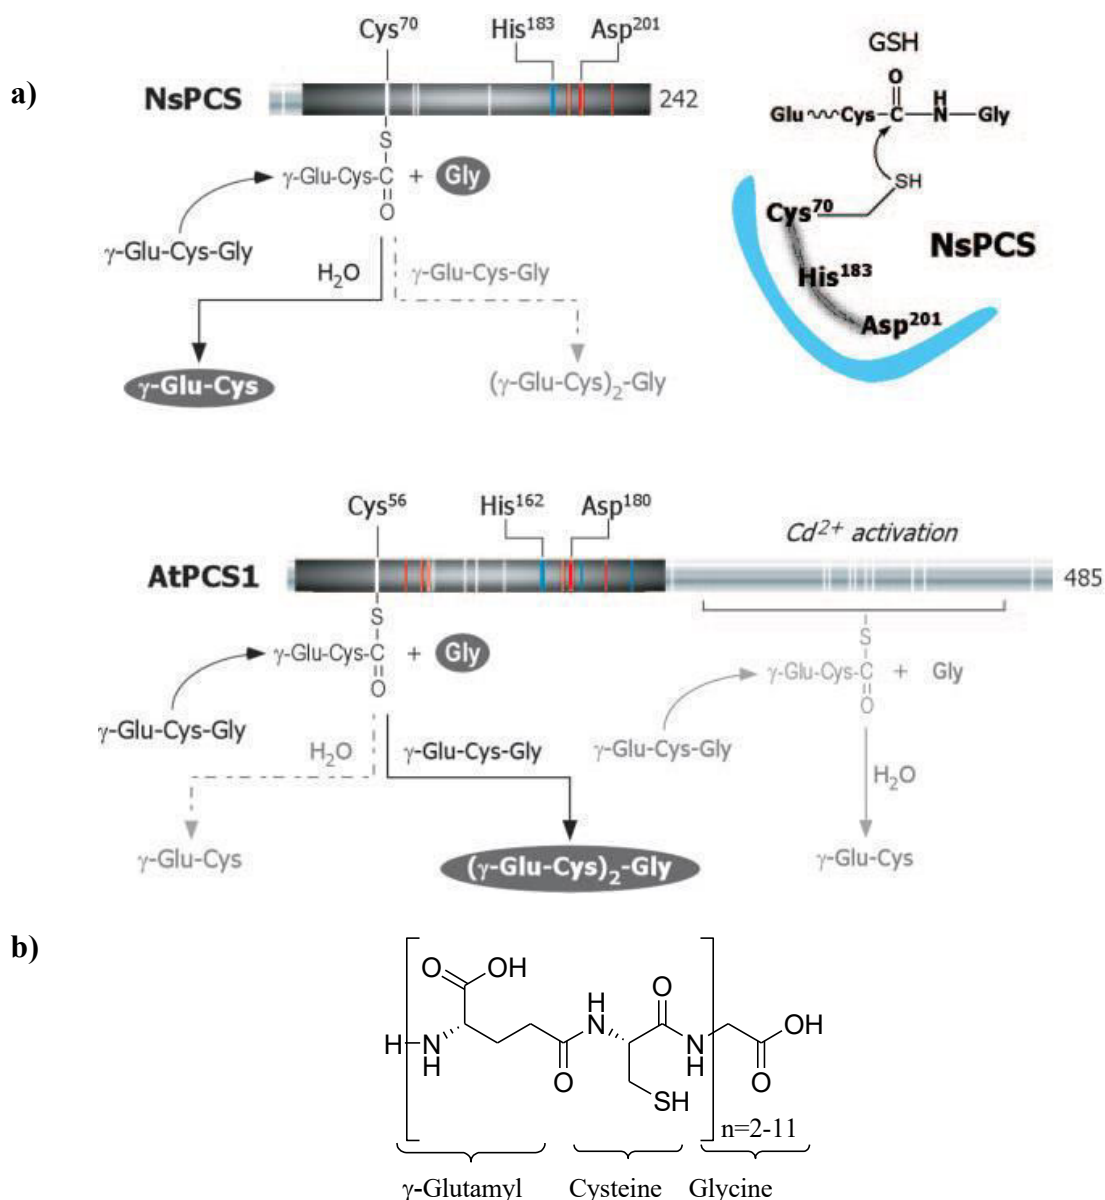 a)
Cys70 His183 Asp201
NsPCS 242
S
γ-Glu-Cys-C + Gly
O
γ-Glu-Cys-Gly
H2O γ-Glu-Cys-Gly
γ-Glu-Cys (γ-Glu-Cys)2-Gly
GSH
O
H
Glu Cys-C-N-Gly
SH
Cys70
NsPCS
His183
Asp201
Cys56 His162 Asp180
Cd2+ activation
AtPCS1 485
S
γ-Glu-Cys-C + Gly
O
γ-Glu-Cys-Gly
H2O γ-Glu-Cys-Gly
γ-Glu-Cys (γ-Glu-Cys)2-Gly
S
γ-Glu-Cys-C + Gly
O
γ-Glu-Cys-Gly
H2O
γ-Glu-Cys
b)
O OH
H N H
O
H N
O
SH
N H
O
OH
n=2-11
γ-Glutamyl Cysteine Glycine